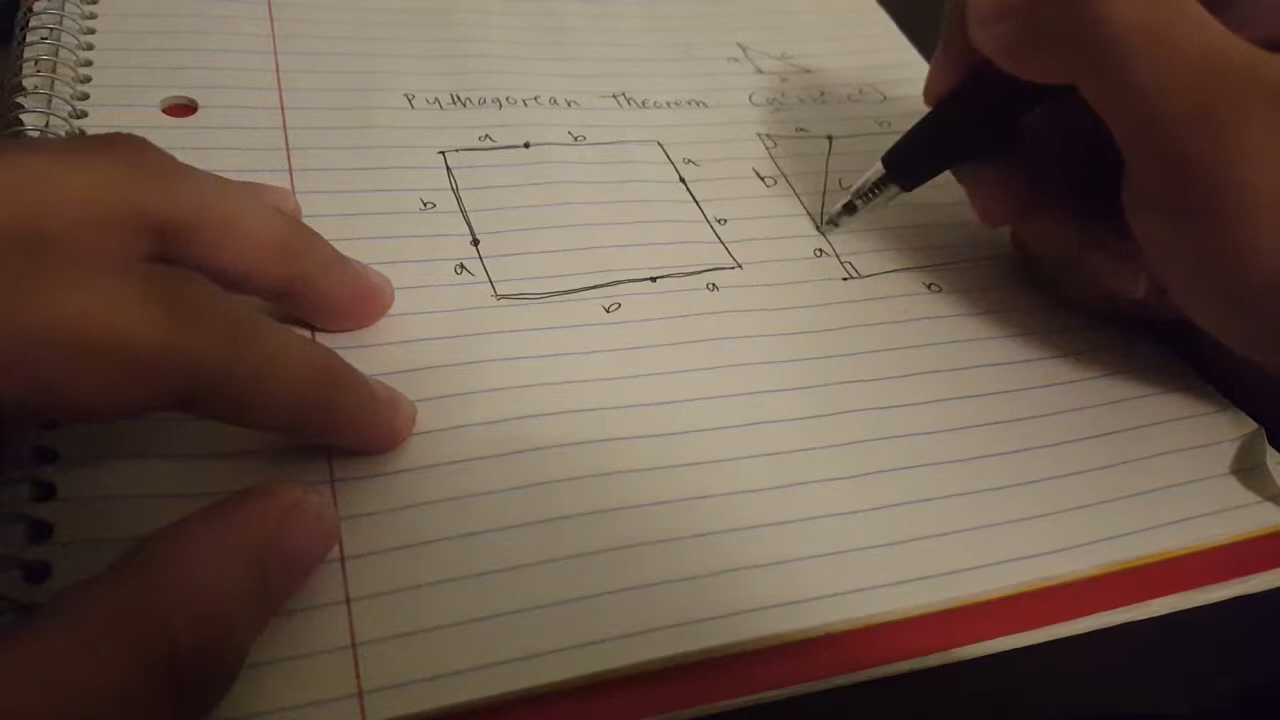 Pythagorean Theorem (a²+b²=c²)
a b a b
b a b a
a b
b c
a
b